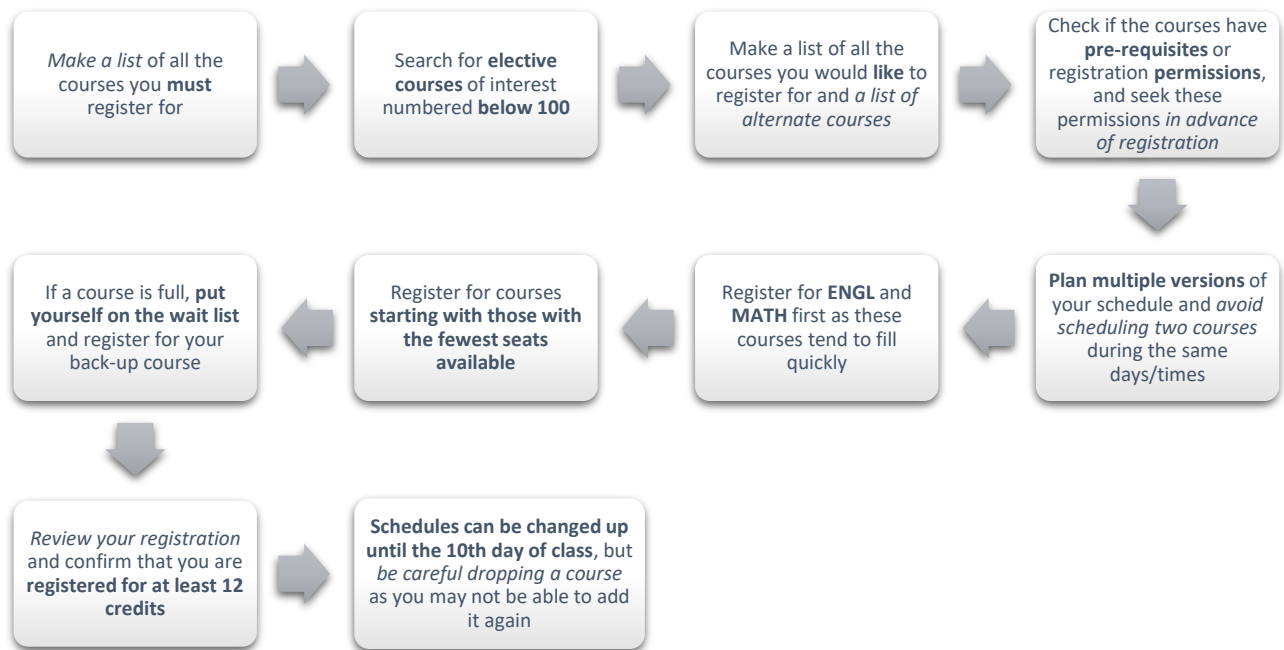 Make a list of all the
courses you must
register for
Search for elective
courses of interest
numbered below 100
Make a list of all the
courses you would like to
register for and a list of
alternate courses
Check if the courses have
pre-requisites or
registration permissions,
and seek these
permissions in advance
of registration
Plan multiple versions of
your schedule and avoid
scheduling two courses
during the same
days/times
Register for ENGL and
MATH first as these
courses tend to fill
quickly
Register for courses
starting with those with
the fewest seats
available
If a course is full, put
yourself on the wait list
and register for your
back-up course
Review your registration
and confirm that you are
registered for at least 12
credits
Schedules can be changed up
until the 10th day of class, but
be careful dropping a course
as you may not be able to add
it again